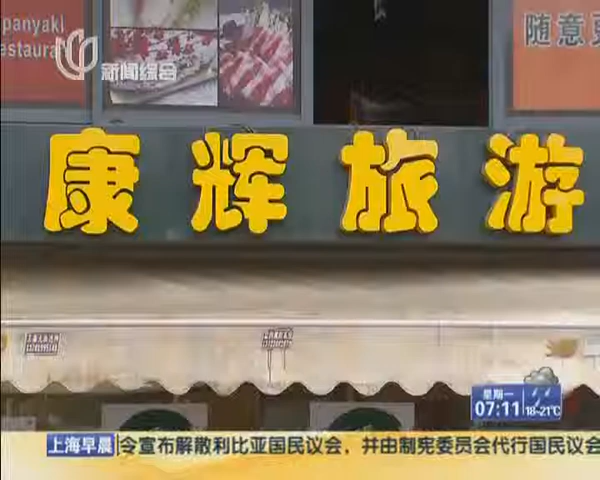 panyaki
estaura
新闻综合
随意
康辉旅游
星期一
07:11
18-21℃
上海早晨
令宣布解散利比亚国民议会，并由制宪委员会代行国民议会